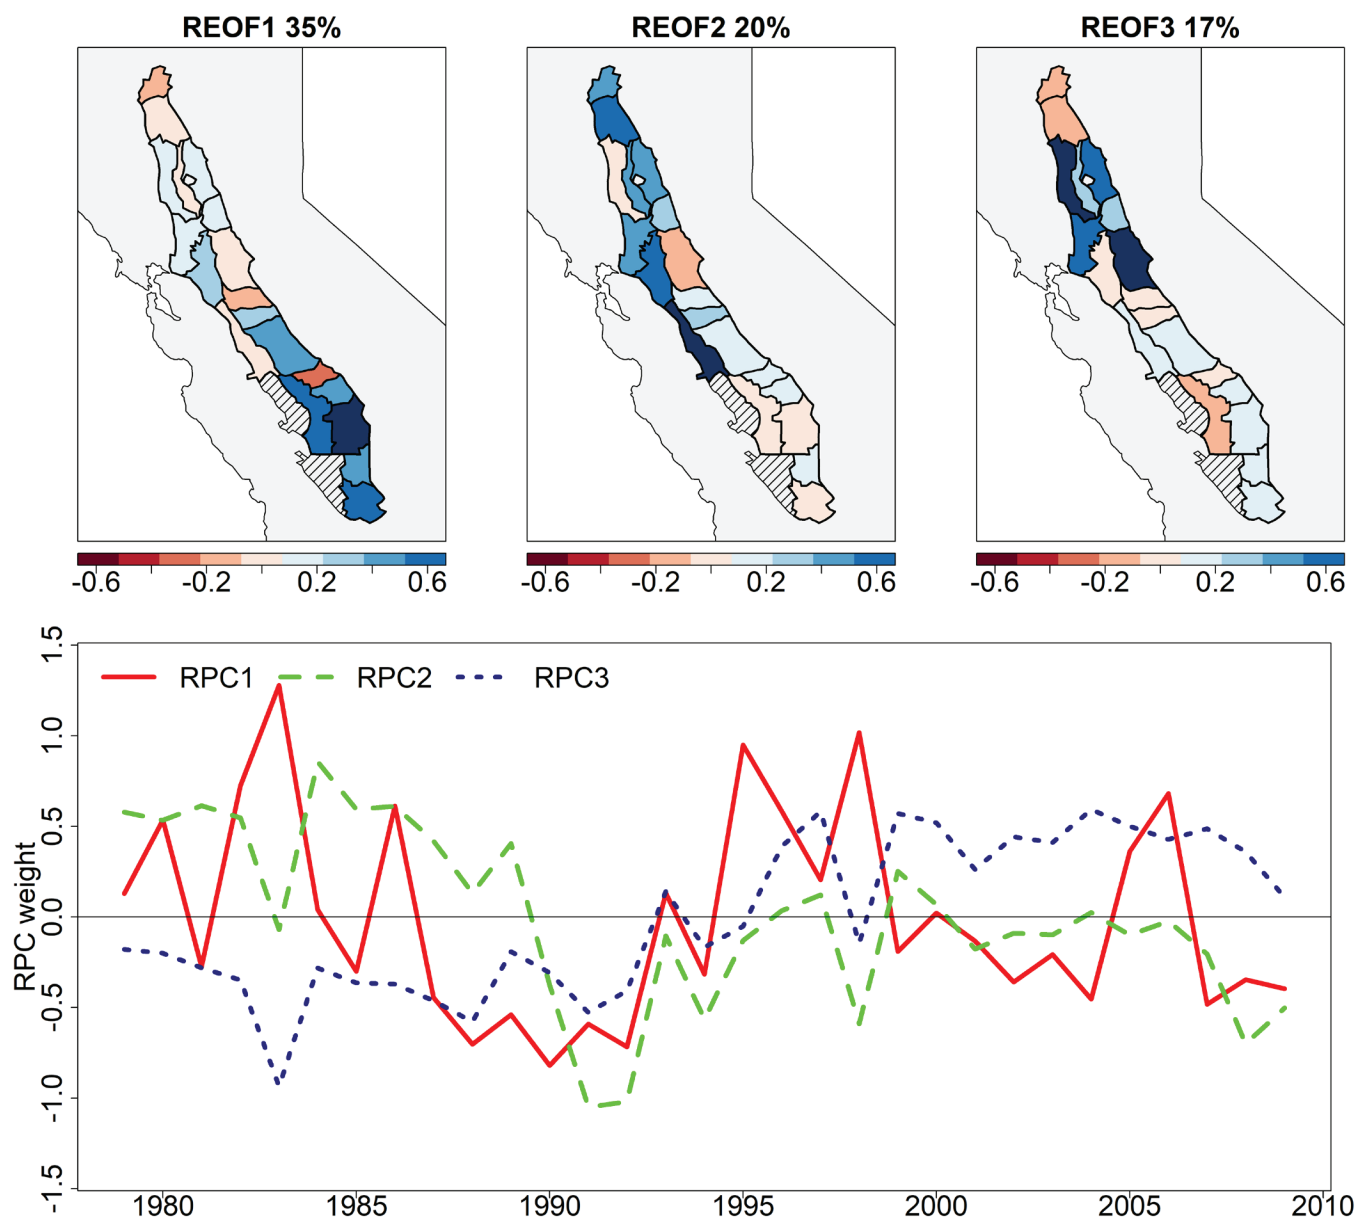 REOF1 35% REOF2 20% REOF3 17%
-0.6 -0.2 0.2 0.6 -0.6 -0.2 0.2 0.6 -0.6 -0.2 0.2 0.6
RPC1 RPC2 RPC3
RPC weight
1.5
1.0
0.5
0.0
-0.5
-1.0
-1.5
1980 1985 1990 1995 2000 2005 2010